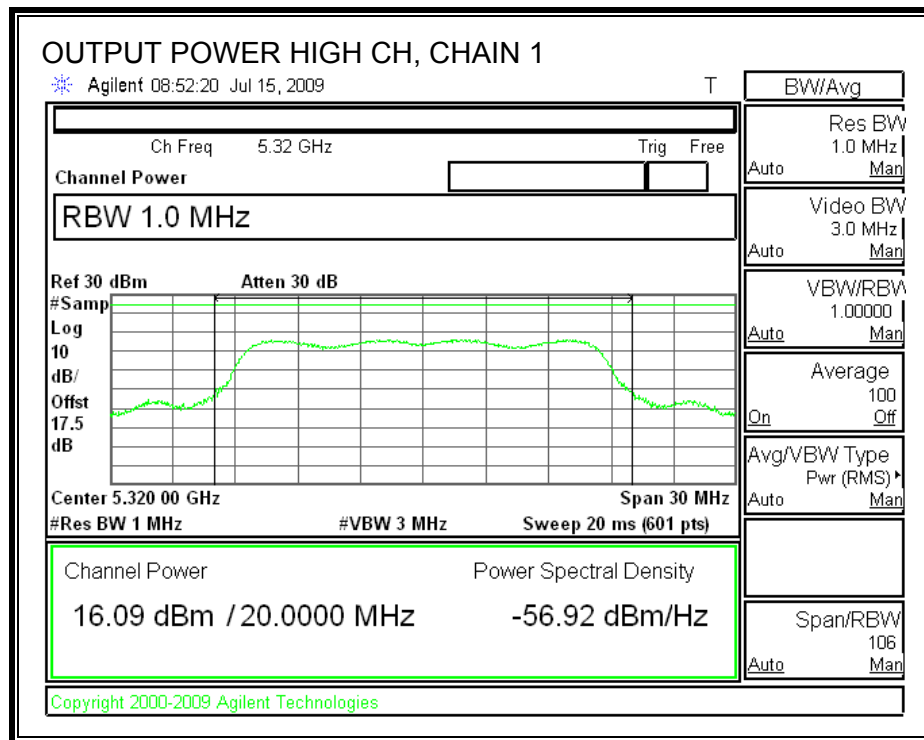 OUTPUT POWER HIGH CH, CHAIN 1
Agilent 08:52:20 Jul 15, 2009 T
Ch Freq 5.32 GHz Trig Free
Channel Power
RBW 1.0 MHz
Ref 30 dBm Atten 30 dB
#Samp
Log
10
dB/
Offst
17.5
dB
Center 5.320 00 GHz Span 30 MHz
#Res BW 1 MHz #VBW 3 MHz Sweep 20 ms (601 pts)
Channel Power Power Spectral Density
16.09 dBm / 20.0000 MHz -56.92 dBm/Hz
Copyright 2000-2009 Agilent Technologies
BW/Avg
Res BW
1.0 MHz
Auto Man
Video BW
3.0 MHz
Auto Man
VBW/RBW
1.00000
Auto Man
Average
100
On Off
Avg/VBW Type
Pwr (RMS)
Auto Man
Span/RBW
106
Auto Man